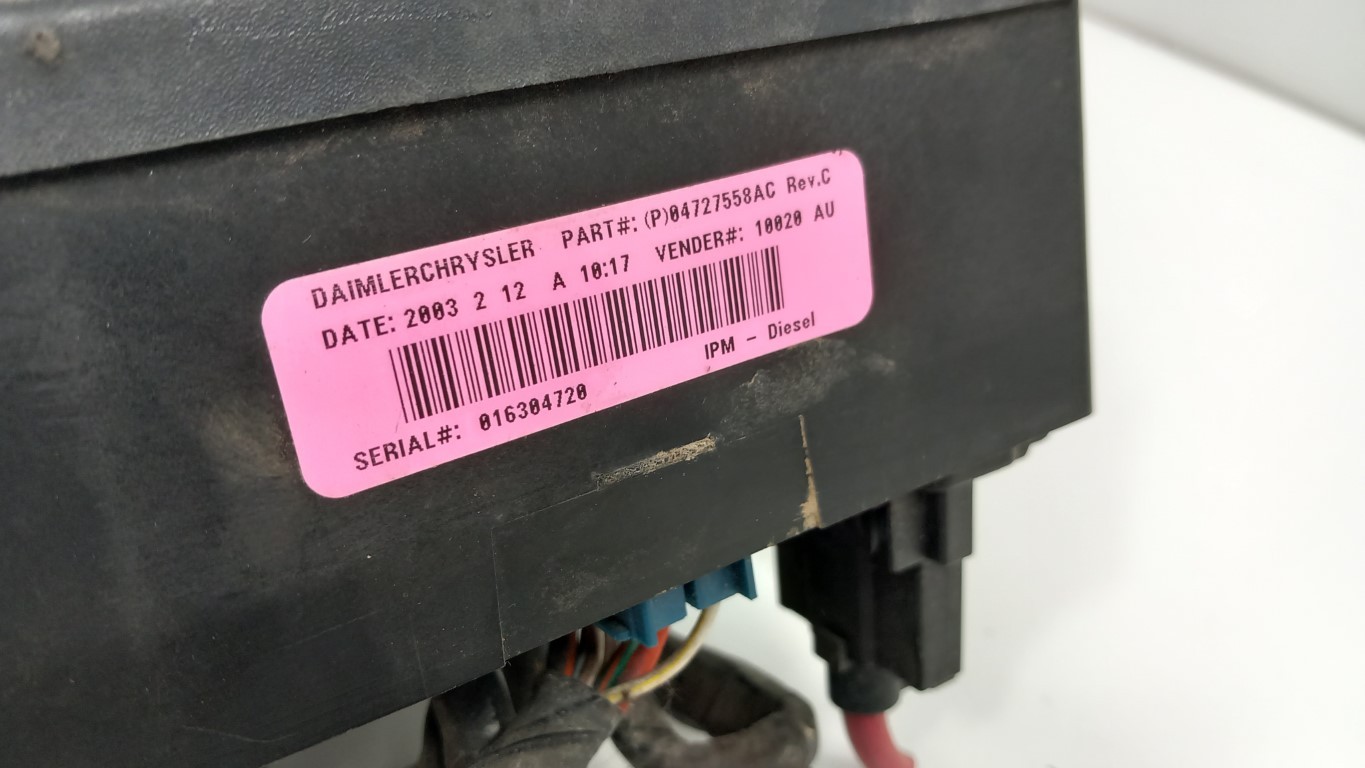 DAIMLERCHRYSLER PART#: (P)04727558AC Rev.C
DATE: 2003 2 12 A 10:17 VENDER#: 10020 AU
IPM - Diesel
SERIAL#: 016304720